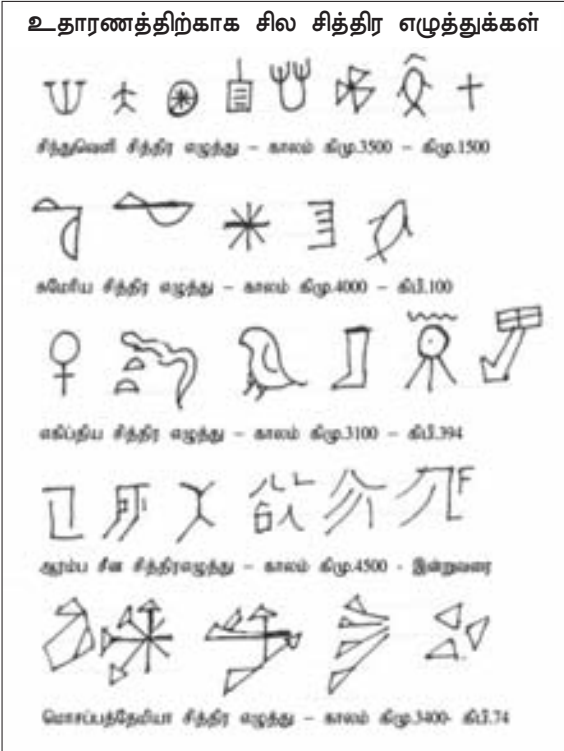 உதாரணத்திற்காக சில சித்திர எழுத்துக்கள்
சிந்துவெளி சித்திர எழுத்து – காலம் கிமு.3500 – கிமு.1500
சுமேரிய சித்திர எழுத்து – காலம் கிமு.4000 – கிபி.100
எகிப்திய சித்திர எழுத்து – காலம் கிமு.3100 – கிபி.394
ஆரம்ப சீன சித்திரஎழுத்து – காலம் கிமு.4500 - இன்றுவரை
மொசப்பத்தேமியா சித்திர எழுத்து – காலம் கிமு.3400- கிபி.74